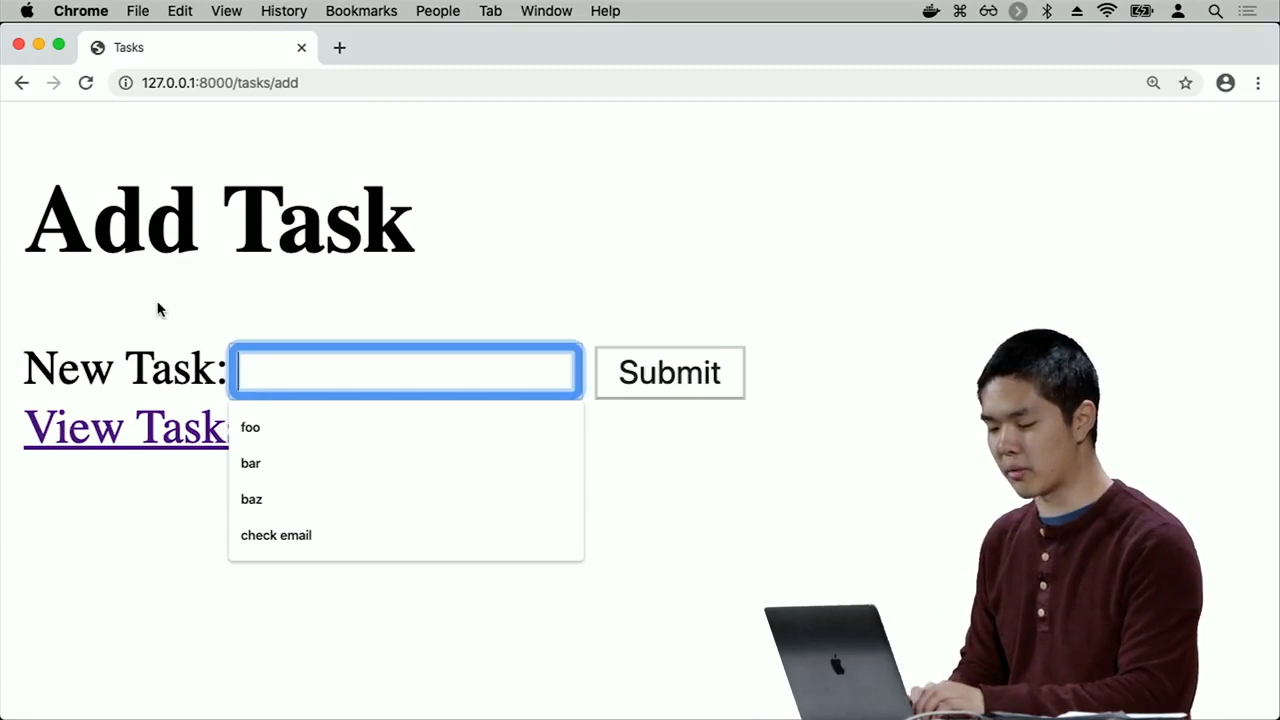 Chrome File Edit View History Bookmarks People Tab Window Help
Tasks
127.0.0.1:8000/tasks/add
Add Task
New Task: Submit
View Task
foo
bar
baz
check email